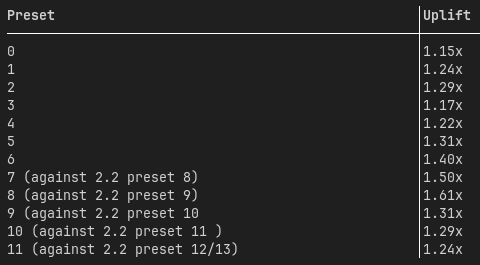 Preset Uplift
0 1.15x
1 1.24x
2 1.29x
3 1.17x
4 1.22x
5 1.31x
6 1.40x
7 (against 2.2 preset 8) 1.50x
8 (against 2.2 preset 9) 1.61x
9 (against 2.2 preset 10 1.31x
10 (against 2.2 preset 11 ) 1.29x
11 (against 2.2 preset 12/13) 1.24x